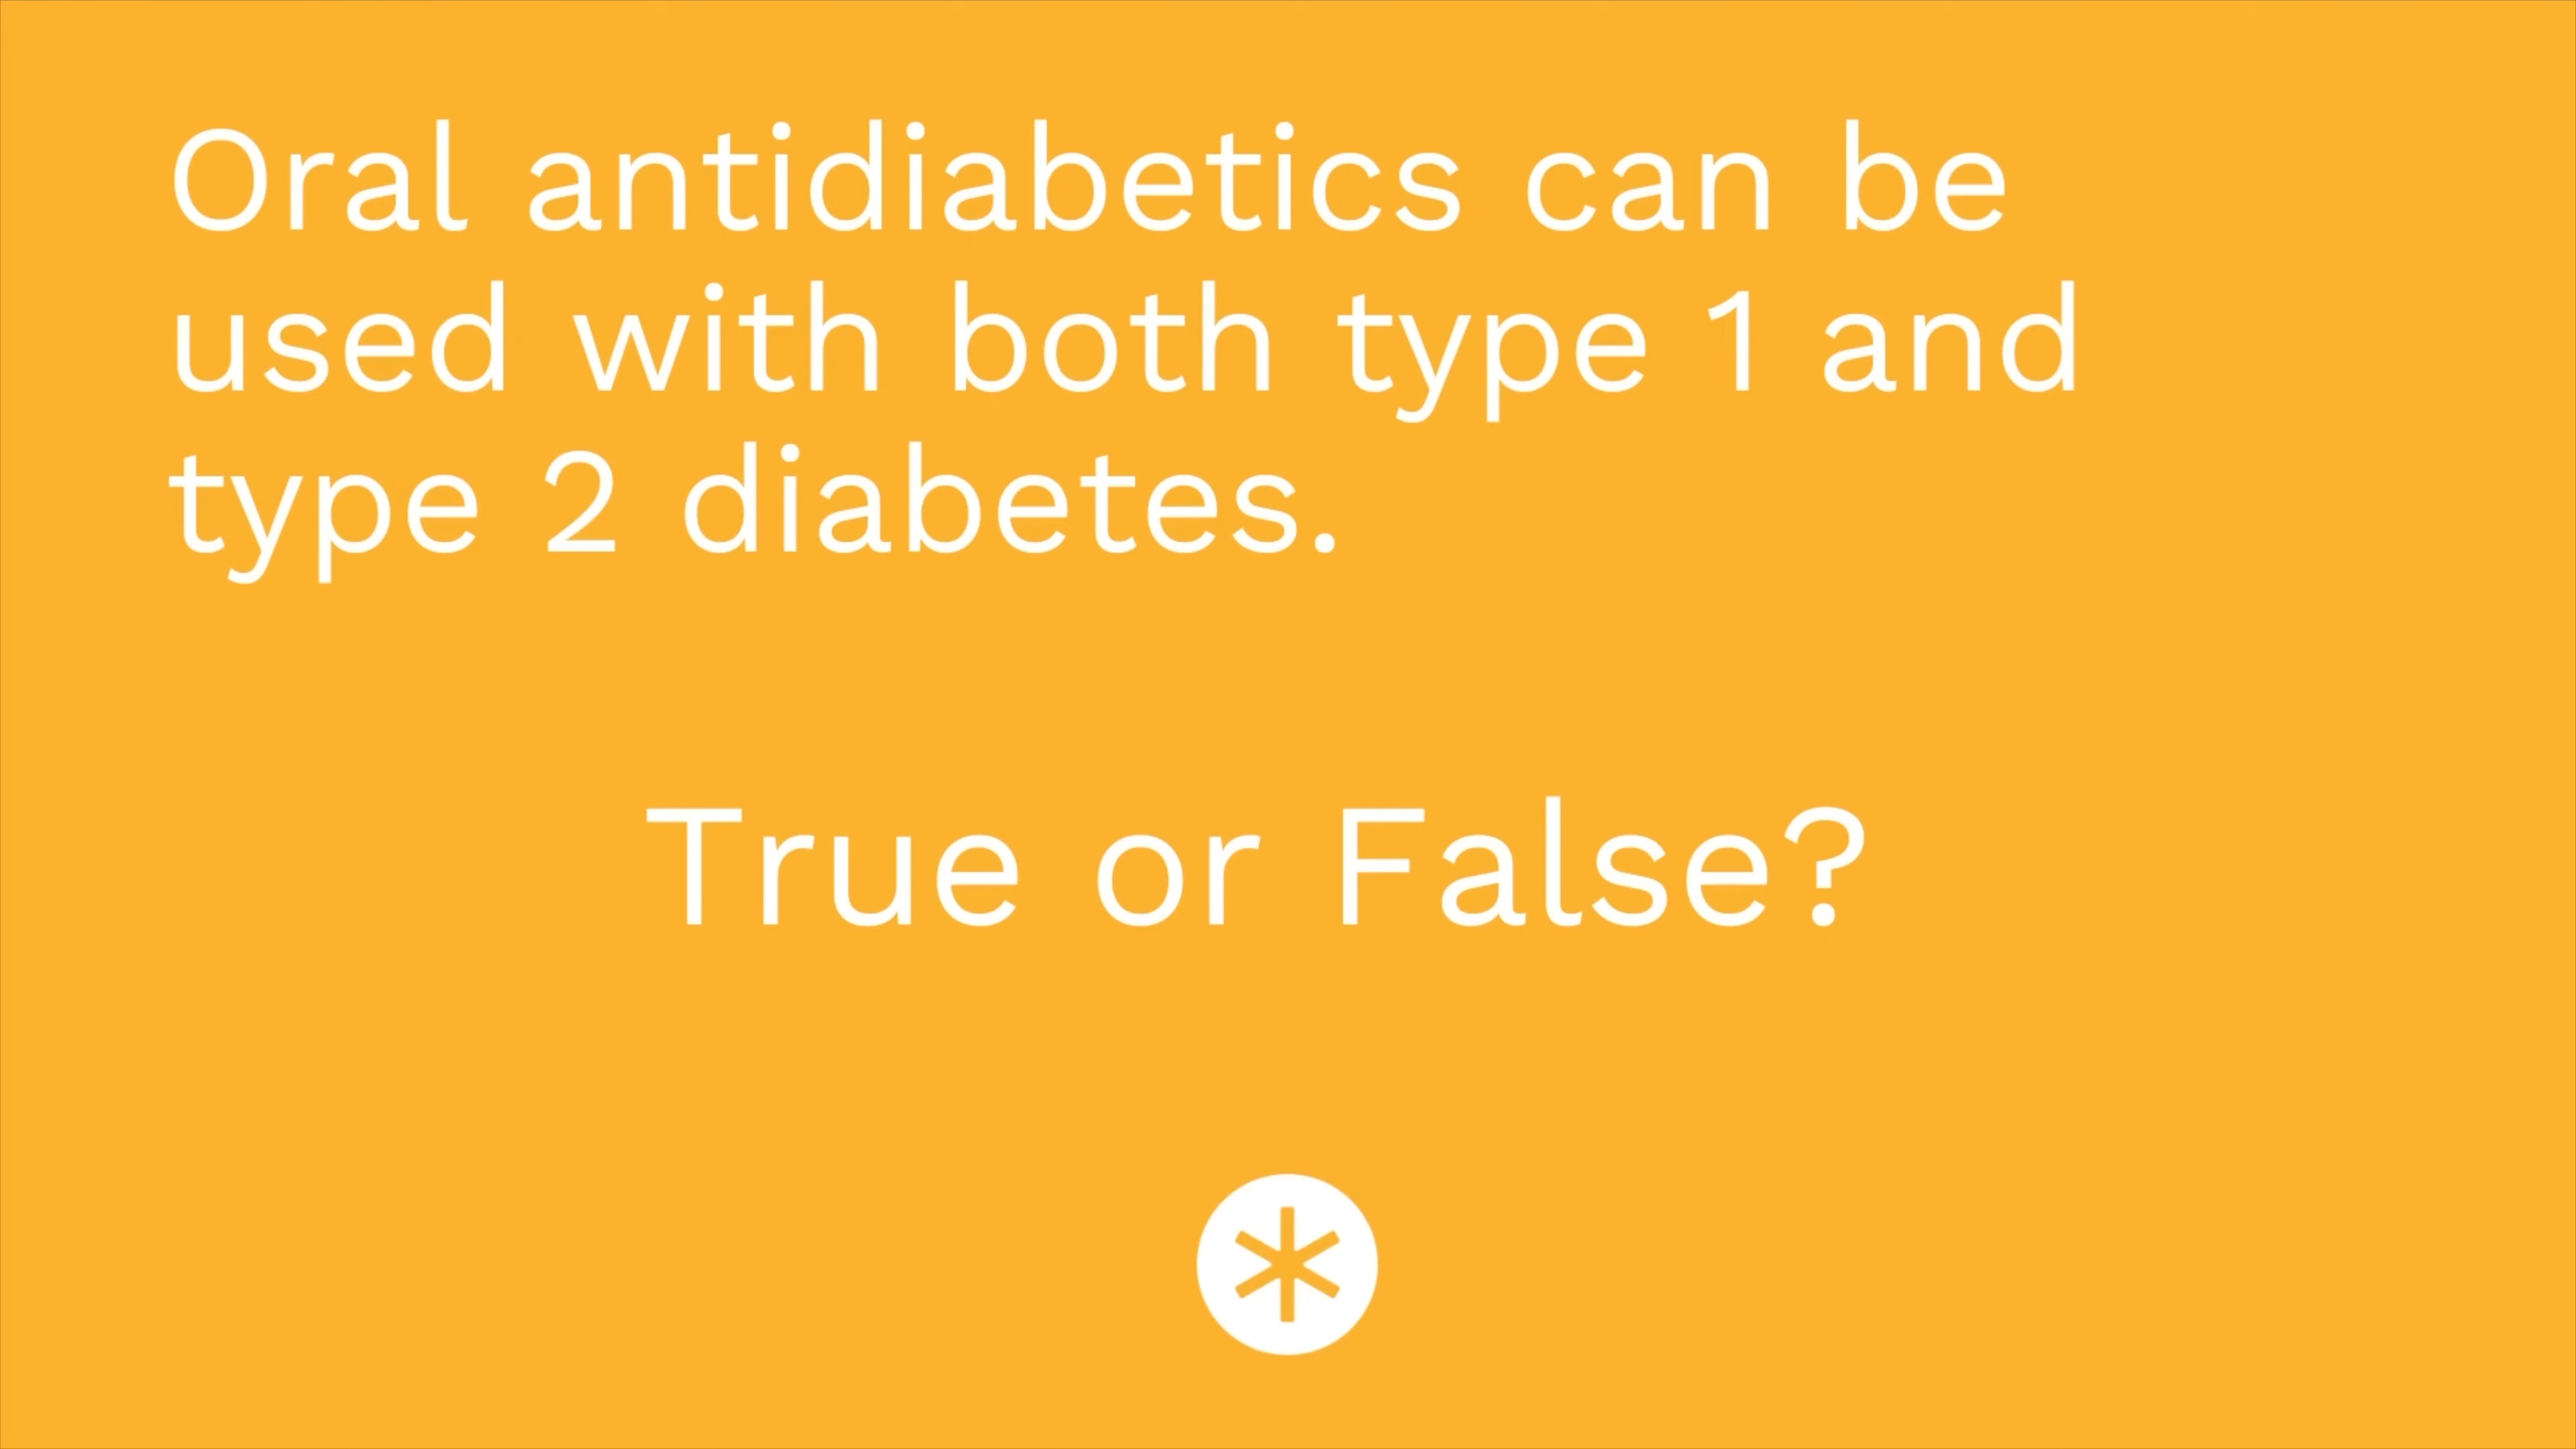 Oral antidiabetics can be
used with both type 1 and
type 2 diabetes.
True or False?